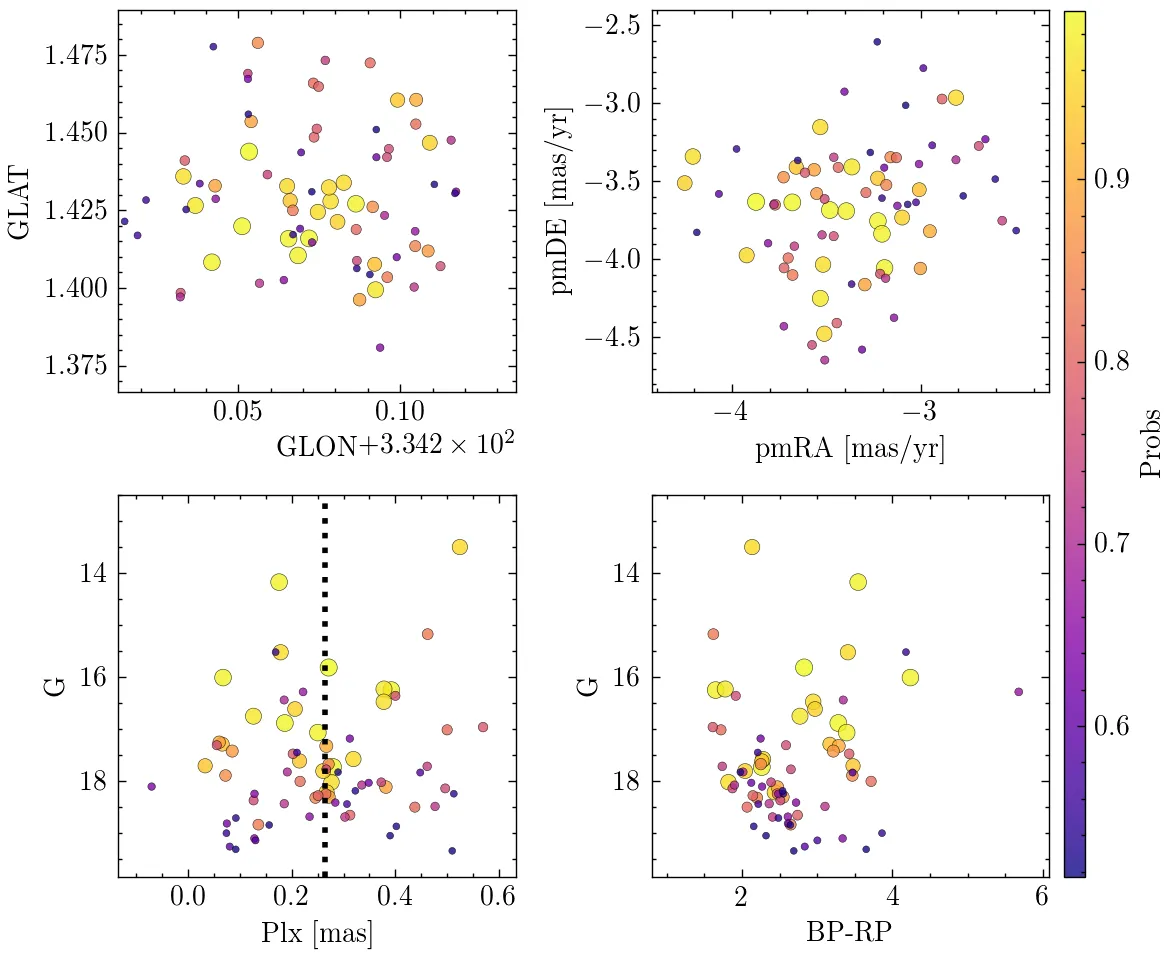 1.475
1.450
1.425
1.400
1.375
GLAT
0.05 0.10
GLON+3.342 × 10²
−2.5
−3.0
−3.5
−4.0
−4.5
pmDE [mas/yr]
−4 −3
pmRA [mas/yr]
14
16
18
G
0.0 0.2 0.4 0.6
Plx [mas]
14
16
18
G
2 4 6
BP-RP
0.9
0.8
0.7
0.6
Probs